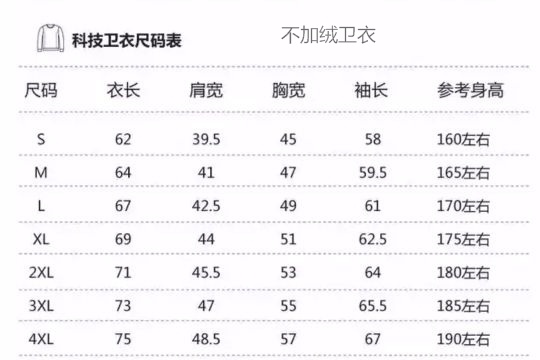 科技卫衣尺码表 不加绒卫衣
尺码 衣长 肩宽 胸宽 袖长 参考身高
S 62 39.5 45 58 160左右
M 64 41 47 59.5 165左右
L 67 42.5 49 61 170左右
XL 69 44 51 62.5 175左右
2XL 71 45.5 53 64 180左右
3XL 73 47 55 65.5 185左右
4XL 75 48.5 57 67 190左右